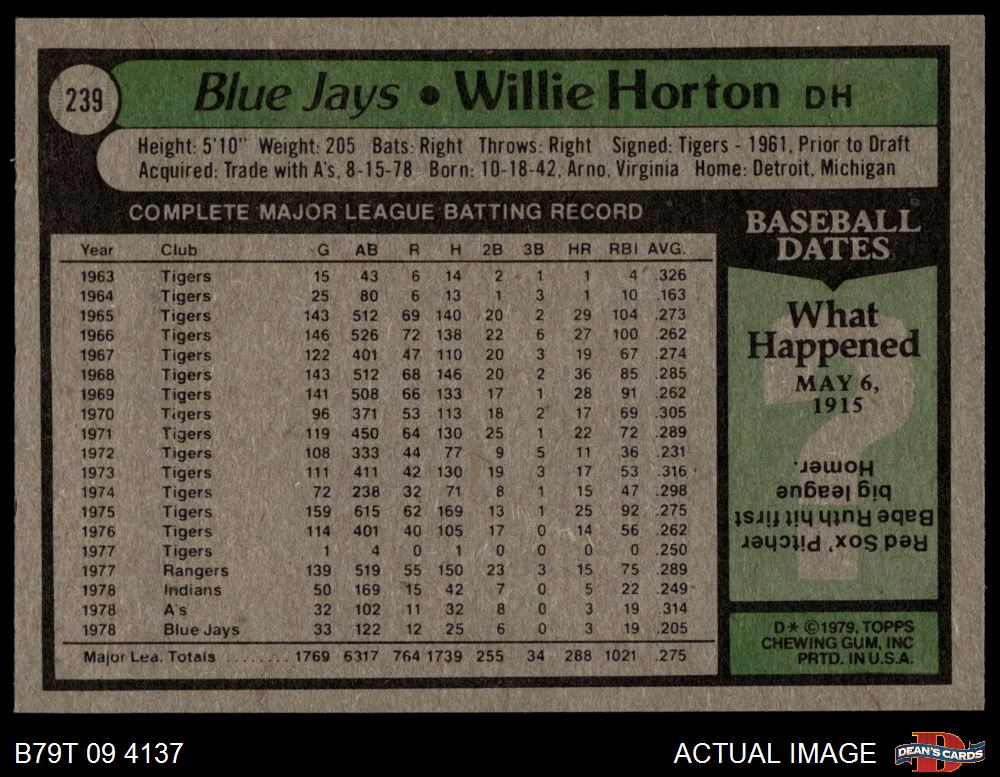 239
Blue Jays • Willie Horton DH
Height: 5'10" Weight: 205 Bats: Right Throws: Right Signed: Tigers - 1961, Prior to Draft
Acquired: Trade with A's, 8-15-78 Born: 10-18-42, Arno, Virginia Home: Detroit, Michigan
COMPLETE MAJOR LEAGUE BATTING RECORD
Year Club G AB R H 2B 3B HR RBI AVG.
1963 Tigers 15 43 6 14 2 1 1 4 .326
1964 Tigers 25 80 6 13 1 3 1 10 .163
1965 Tigers 143 512 69 140 20 2 29 104 .273
1966 Tigers 146 526 72 138 22 6 27 100 .262
1967 Tigers 122 401 47 110 20 3 19 67 .274
1968 Tigers 143 512 68 146 20 2 36 85 .285
1969 Tigers 141 508 66 133 17 1 28 91 .262
1970 Tigers 96 371 53 113 18 2 17 69 .305
1971 Tigers 119 450 64 130 25 1 22 72 .289
1972 Tigers 108 333 44 77 9 5 11 36 .231
1973 Tigers 111 411 42 130 19 3 17 53 .316
1974 Tigers 72 238 32 71 8 1 15 47 .298
1975 Tigers 159 615 62 169 13 1 25 92 .275
1976 Tigers 114 401 40 105 17 0 14 56 .262
1977 Tigers 1 4 0 1 0 0 0 0 .250
1977 Rangers 139 519 55 150 23 3 15 75 .289
1978 Indians 50 169 15 42 7 0 5 22 .249
1978 A's 32 102 11 32 8 0 3 19 .314
1978 Blue Jays 33 122 12 25 6 0 3 19 .205
Major Lea. Totals ........ 1769 6317 764 1739 255 34 288 1021 .275
BASEBALL
DATES
What
Happened
MAY 6,
1915
?
Red Sox' Pitcher
Babe Ruth hit first
big league
Homer.
D* ©1979, TOPPS
CHEWING GUM, INC
PRTD. IN U.S.A.
B79T 09 4137
ACTUAL IMAGE
D
DEAN'S CARDS